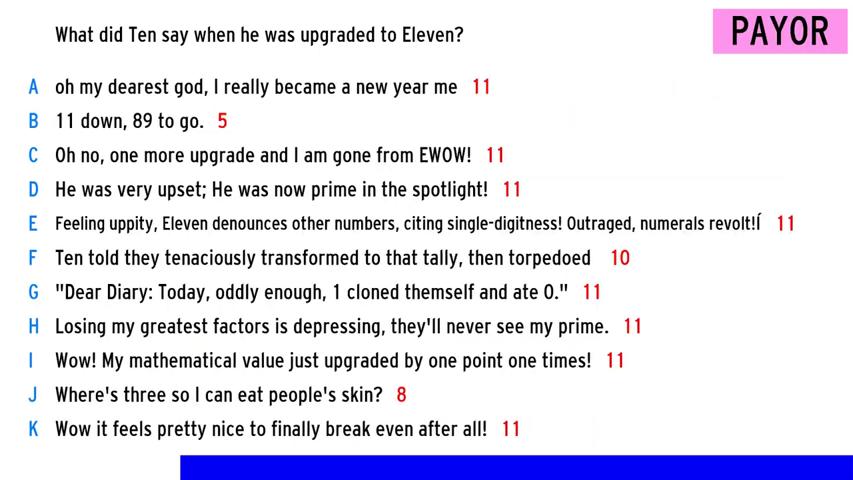 What did Ten say when he was upgraded to Eleven?
PAYOR
A oh my dearest god, I really became a new year me 11
B 11 down, 89 to go. 5
C Oh no, one more upgrade and I am gone from EWOW! 11
D He was very upset; He was now prime in the spotlight! 11
E Feeling uppity, Eleven denounces other numbers, citing single-digitness! Outraged, numerals revolt!Í 11
F Ten told they tenaciously transformed to that tally, then torpedoed 10
G "Dear Diary: Today, oddly enough, 1 cloned themself and ate 0." 11
H Losing my greatest factors is depressing, they'll never see my prime. 11
I Wow! My mathematical value just upgraded by one point one times! 11
J Where's three so I can eat people's skin? 8
K Wow it feels pretty nice to finally break even after all! 11